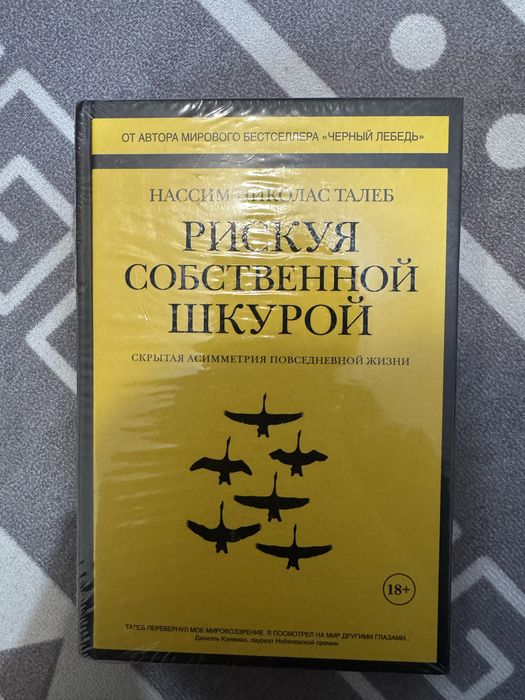 ОТ АВТОРА МИРОВОГО БЕСТСЕЛЛЕРА «ЧЕРНЫЙ ЛЕБЕДЬ»
НАССИМ НИКОЛАС ТАЛЕБ
РИСКУЯ
СОБСТВЕННОЙ
ШКУРОЙ
СКРЫТАЯ АСИММЕТРИЯ ПОВСЕДНЕВНОЙ ЖИЗНИ
18+
ТАЛЕБ ПЕРЕВЕРНУЛ МОЕ МИРОВОЗЗРЕНИЕ. Я ПОСМОТРЕЛ НА МИР ДРУГИМИ ГЛАЗАМИ...
Даниэль Канеман, лауреат Нобелевской премии